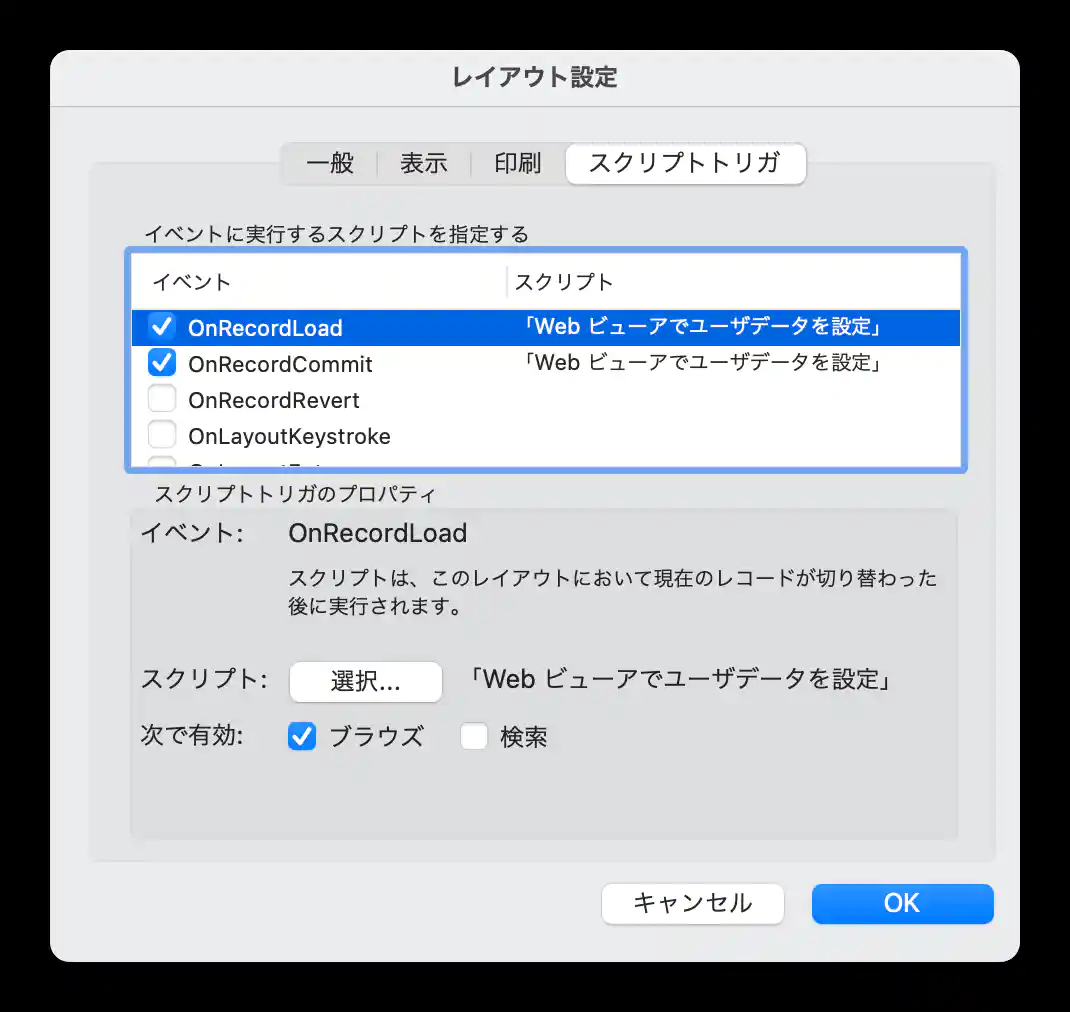 レイアウト設定
一般 表示 印刷 スクリプトトリガ
イベントに実行するスクリプトを指定する
イベント スクリプト
OnRecordLoad 「Web ビューアでユーザデータを設定」
OnRecordCommit 「Web ビューアでユーザデータを設定」
OnRecordRevert
OnLayoutKeystroke
スクリプトトリガのプロパティ
イベント: OnRecordLoad
スクリプトは、このレイアウトにおいて現在のレコードが切り替わった
後に実行されます。
スクリプト: 選択... 「Web ビューアでユーザデータを設定」
次で有効: ブラウズ 検索
キャンセル OK